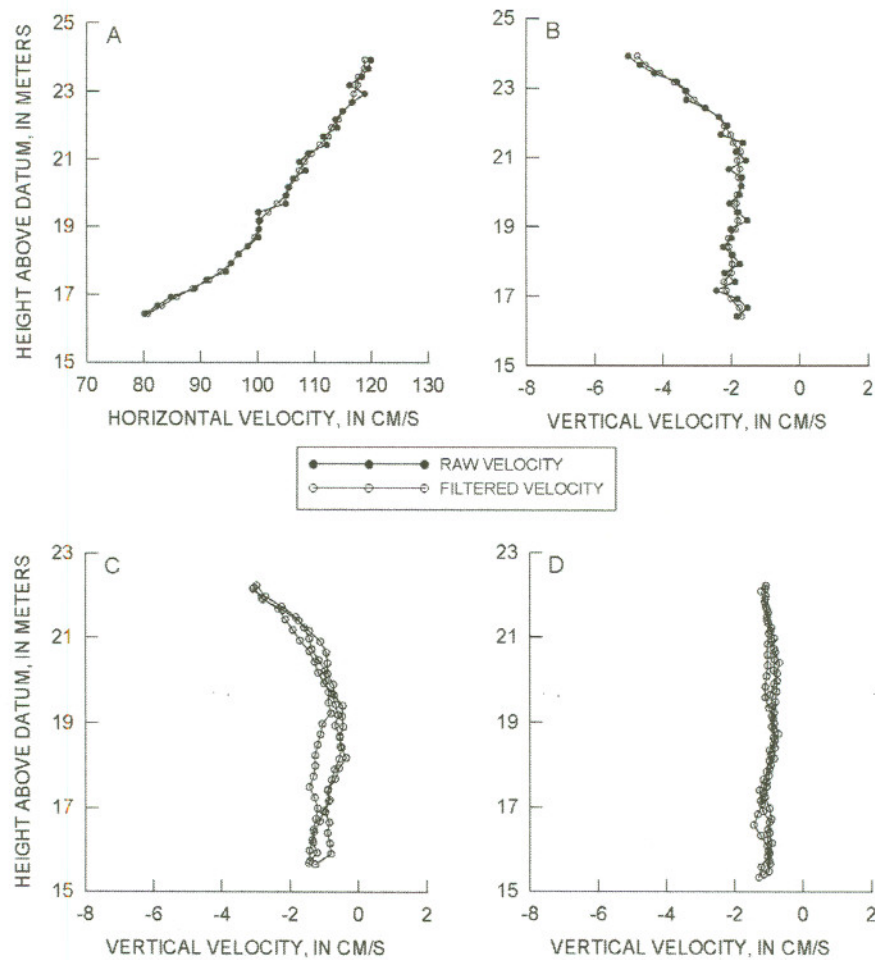 A
HEIGHT ABOVE DATUM, IN METERS
25
23
21
19
17
15
70 80 90 100 110 120 130
HORIZONTAL VELOCITY, IN CM/S
B
25
23
21
19
17
15
-8 -6 -4 -2 0 2
VERTICAL VELOCITY, IN CM/S
RAW VELOCITY
FILTERED VELOCITY
C
HEIGHT ABOVE DATUM, IN METERS
23
21
19
17
15
-8 -6 -4 -2 0 2
VERTICAL VELOCITY, IN CM/S
D
23
21
19
17
15
-8 -6 -4 -2 0 2
VERTICAL VELOCITY, IN CM/S